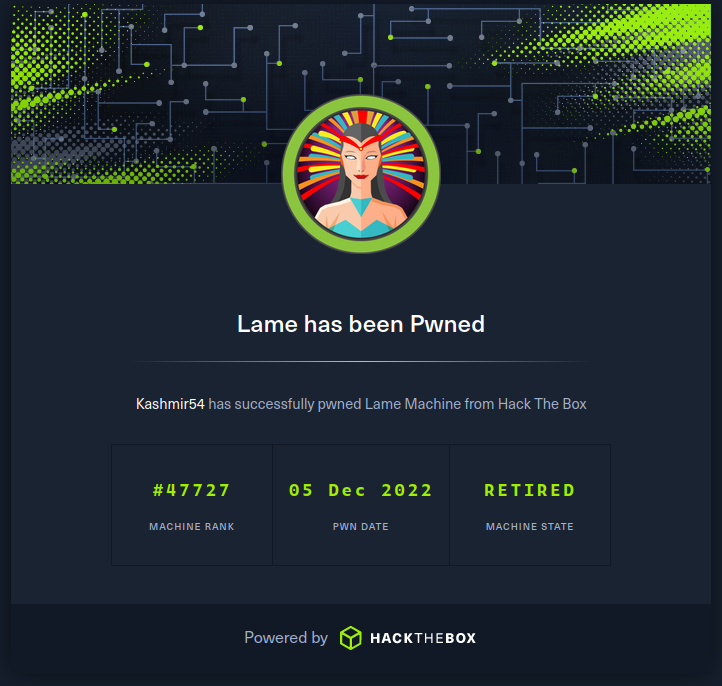 Lame has been Pwned
Kashmir54 has successfully pwned Lame Machine from Hack The Box
#47727 05 Dec 2022 RETIRED
MACHINE RANK PWN DATE MACHINE STATE
Powered by HACKTHEBOX